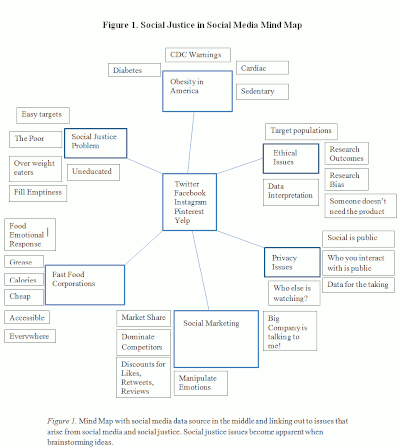 Figure 1. Social Justice in Social Media Mind Map
CDC Warnings
Diabetes
Obesity in
America
Cardiac
Sedentary
Easy targets
The Poor
Social Justice
Problem
Over weight
eaters
Uneducated
Fill Emptiness
Target populations
Ethical
Issues
Research
Outcomes
Data
Interpretation
Research
Bias
Someone doesn't
need the product
Twitter
Facebook
Instagram
Pinterest
Yelp
Food
Emotional
Response
Grease
Calories
Cheap
Fast Food
Corporations
Accessible
Everywhere
Privacy
Issues
Social is public
Who you interact
with is public
Data for the taking
Who else is
watching?
Big
Company is
talking to
me!
Market Share
Dominate
Competitors
Discounts for
Likes,
Retweets,
Reviews
Social Marketing
Manipulate
Emotions
Figure 1. Mind Map with social media data source in the middle and linking out to issues that
arise from social media and social justice. Social justice issues become apparent when
brainstorming ideas.